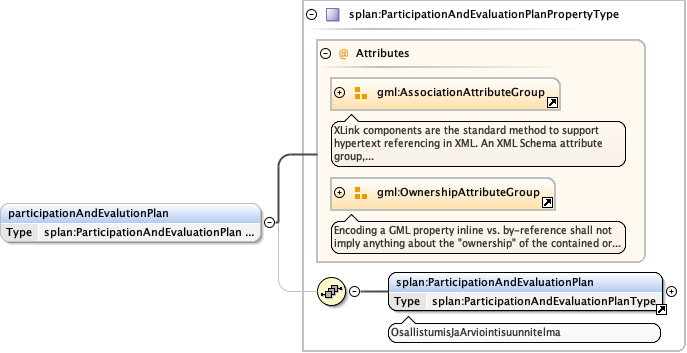 splan:ParticipationAndEvaluationPlanPropertyType
@ Attributes
gml:AssociationAttributeGroup
XLink components are the standard method to support
hypertext referencing in XML. An XML Schema attribute
group,...
gml:OwnershipAttributeGroup
Encoding a GML property inline vs. by-reference shall not
imply anything about the "ownership" of the contained or...
participationAndEvalutionPlan
Type splan:ParticipationAndEvaluationPlan ...
splan:ParticipationAndEvaluationPlan
Type splan:ParticipationAndEvaluationPlanType
OsallistumisJaArviointisuunnitelma